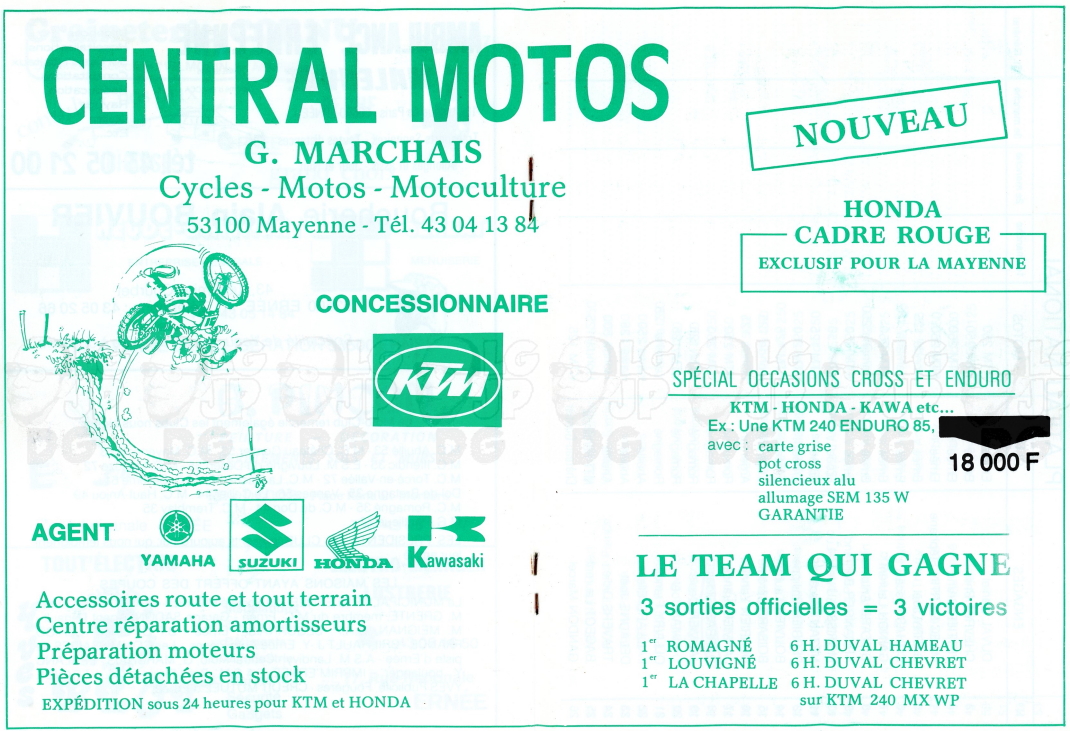 CENTRAL MOTOS
G. MARCHAIS
Cycles - Motos - Motoculture
53100 Mayenne - Tél. 43 04 13 84
CONCESSIONNAIRE
KTM
AGENT
YAMAHA
SUZUKI
HONDA
Kawasaki
Accessoires route et tout terrain
Centre réparation amortisseurs
Préparation moteurs
Pièces détachées en stock
EXPÉDITION sous 24 heures pour KTM et HONDA
NOUVEAU
HONDA
CADRE ROUGE
EXCLUSIF POUR LA MAYENNE
SPÉCIAL OCCASIONS CROSS ET ENDURO
KTM - HONDA - KAWA etc...
Ex : Une KTM 240 ENDURO 85,
18 000 F
avec : carte grise
pot cross
silencieux alu
allumage SEM 135 W
GARANTIE
LE TEAM QUI GAGNE
3 sorties officielles = 3 victoires
1er ROMAGNÉ 6 H. DUVAL HAMEAU
1er LOUVIGNÉ 6 H. DUVAL CHEVRET
1er LA CHAPELLE 6 H. DUVAL CHEVRET
sur KTM 240 MX WP
LG JP DG